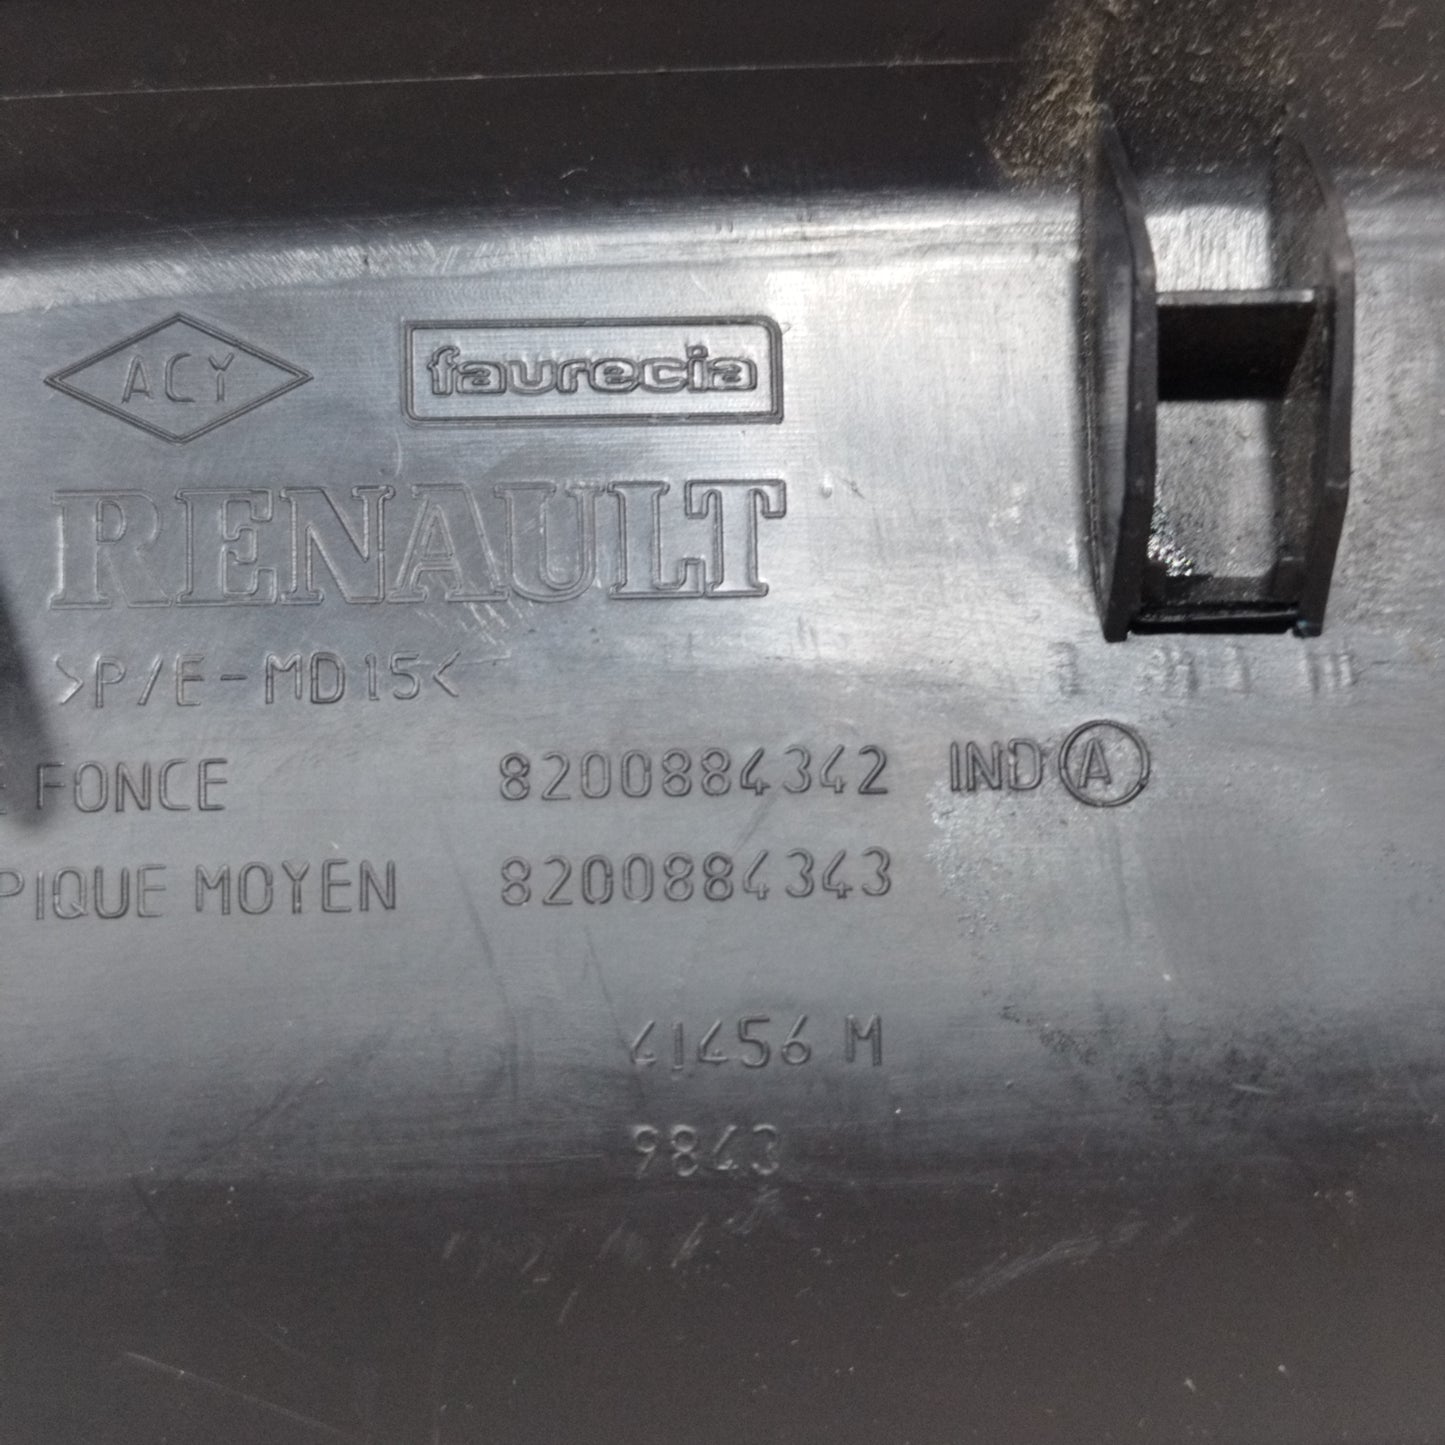 ACY
faurecia
RENAULT
>P/E-MD15<
FONCE 8200884342 IND A
PIQUE MOYEN 8200884343
41456 M
9843